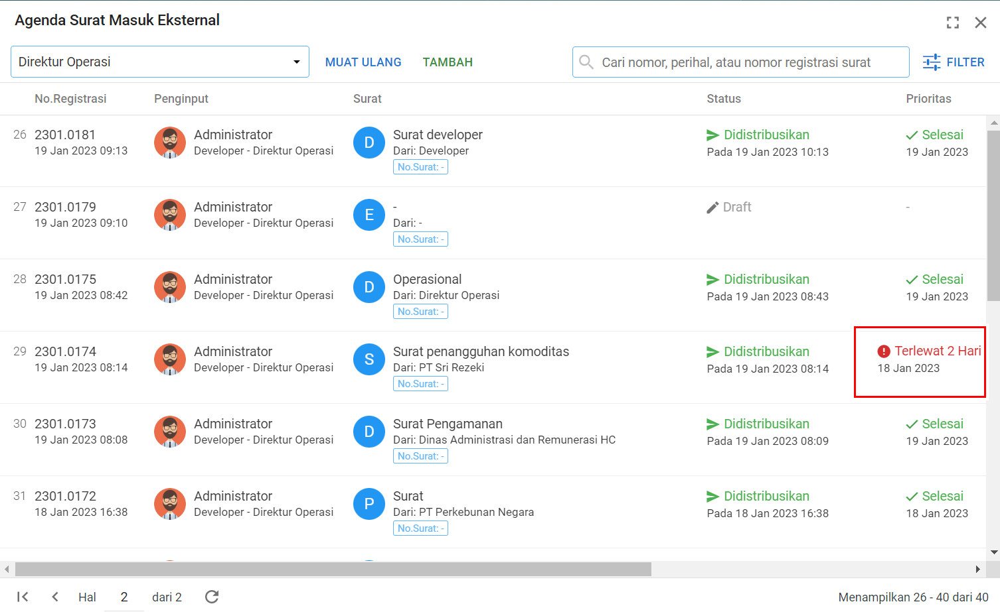 Agenda Surat Masuk Eksternal
Direktur Operasi
MUAT ULANG
TAMBAH
Cari nomor, perihal, atau nomor registrasi surat
FILTER
No.Registrasi Penginput Surat Status Prioritas
26 2301.0181 Administrator D Surat developer Didistribusikan Selesai
19 Jan 2023 09:13 Developer - Direktur Operasi Dari: Developer Pada 19 Jan 2023 10:13 19 Jan 2023
No.Surat: -
27 2301.0179 Administrator E - Draft -
19 Jan 2023 09:10 Developer - Direktur Operasi Dari: -
No.Surat: -
28 2301.0175 Administrator D Operasional Didistribusikan Selesai
19 Jan 2023 08:42 Developer - Direktur Operasi Dari: Direktur Operasi Pada 19 Jan 2023 08:43 19 Jan 2023
No.Surat: -
29 2301.0174 Administrator S Surat penangguhan komoditas Didistribusikan Terlewat 2 Hari
19 Jan 2023 08:14 Developer - Direktur Operasi Dari: PT Sri Rezeki Pada 19 Jan 2023 08:14 18 Jan 2023
No.Surat: -
30 2301.0173 Administrator D Surat Pengamanan Didistribusikan Selesai
19 Jan 2023 08:08 Developer - Direktur Operasi Dari: Dinas Administrasi dan Remunerasi HC Pada 19 Jan 2023 08:09 19 Jan 2023
No.Surat: -
31 2301.0172 Administrator P Surat Didistribusikan Selesai
18 Jan 2023 16:38 Developer - Direktur Operasi Dari: PT Perkebunan Negara Pada 18 Jan 2023 16:38 18 Jan 2023
No.Surat: -
Hal 2 dari 2
Menampilkan 26 - 40 dari 40